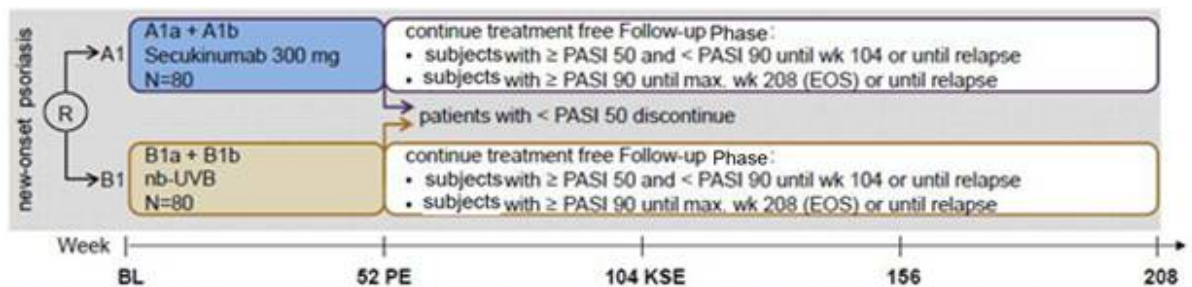 new-onset psoriasis
R
A1
A1a + A1b
Secukinumab 300 mg
N=80
continue treatment free Follow-up Phase:
• subjects with ≥ PASI 50 and < PASI 90 until wk 104 or until relapse
• subjects with ≥ PASI 90 until max. wk 208 (EOS) or until relapse
patients with < PASI 50 discontinue
B1
B1a + B1b
nb-UVB
N=80
continue treatment free Follow-up Phase:
• subjects with ≥ PASI 50 and < PASI 90 until wk 104 or until relapse
• subjects with ≥ PASI 90 until max. wk 208 (EOS) or until relapse
Week
BL 52 PE 104 KSE 156 208